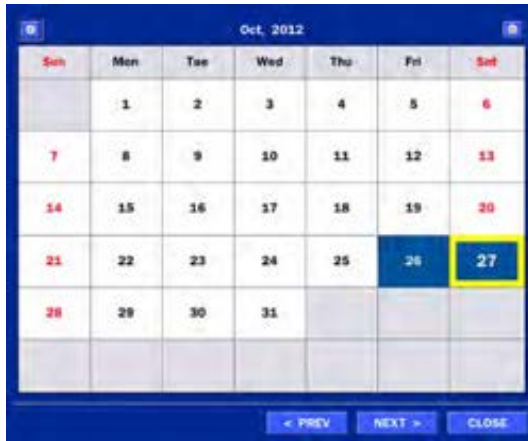 Oct, 2012
Sun Mon Tue Wed Thu Fri Sat
1 2 3 4 5 6
7 8 9 10 11 12 13
14 15 16 17 18 19 20
21 22 23 24 25 26 27
28 29 30 31
< PREV NEXT > CLOSE